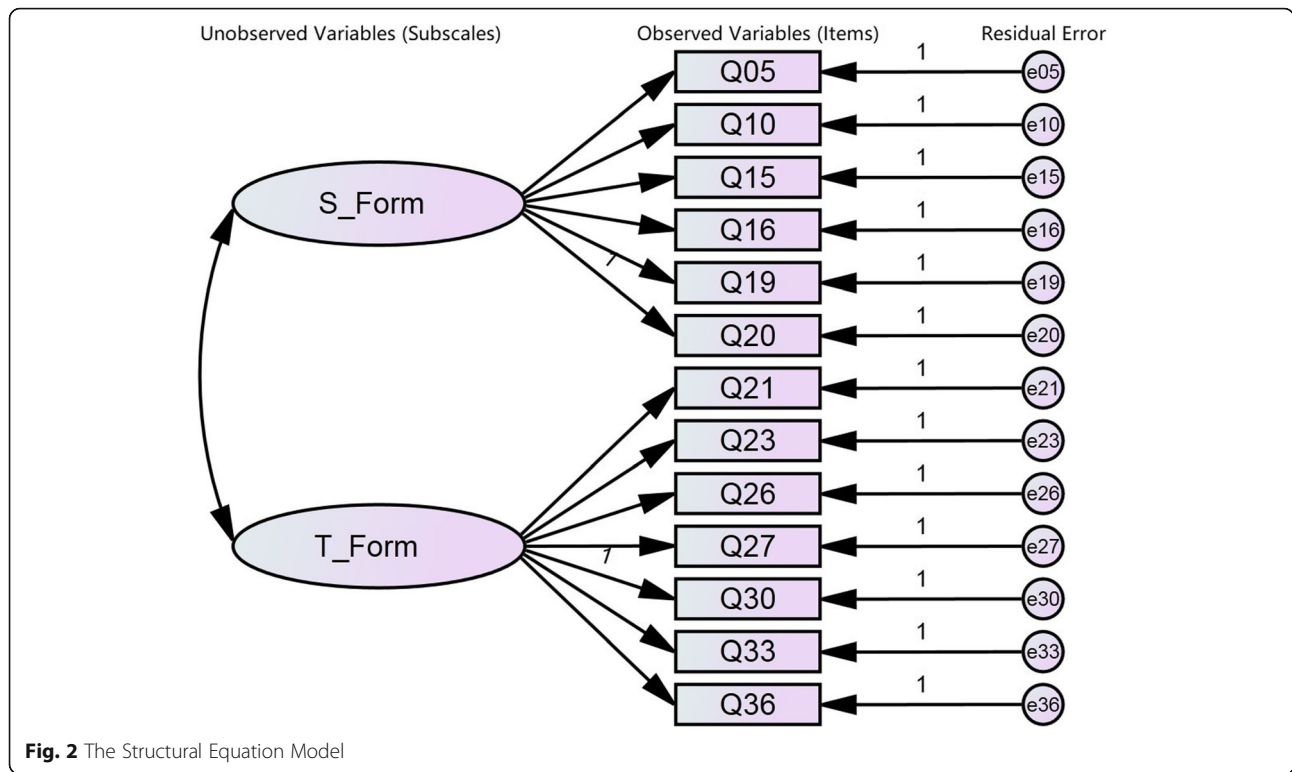 Unobserved Variables (Subscales) Observed Variables (Items) Residual Error
Q05 1 e05
Q10 1 e10
Q15 1 e15
S_Form
Q16 1 e16
1 Q19 1 e19
Q20 1 e20
Q21 1 e21
Q23 1 e23
Q26 1 e26
T_Form 1 Q27 1 e27
Q30 1 e30
Q33 1 e33
Q36 1 e36
Fig. 2 The Structural Equation Model